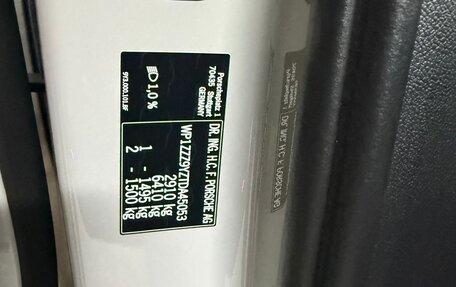 Porscheplatz 1
70435 Stuttgart
GERMANY
1,0 %
DR. ING. H.C. F. PORSCHE AG
WP1ZZZ9YZTDA45053
2910 kg
6410 kg
1 - 1495 kg
2 - 1500 kg